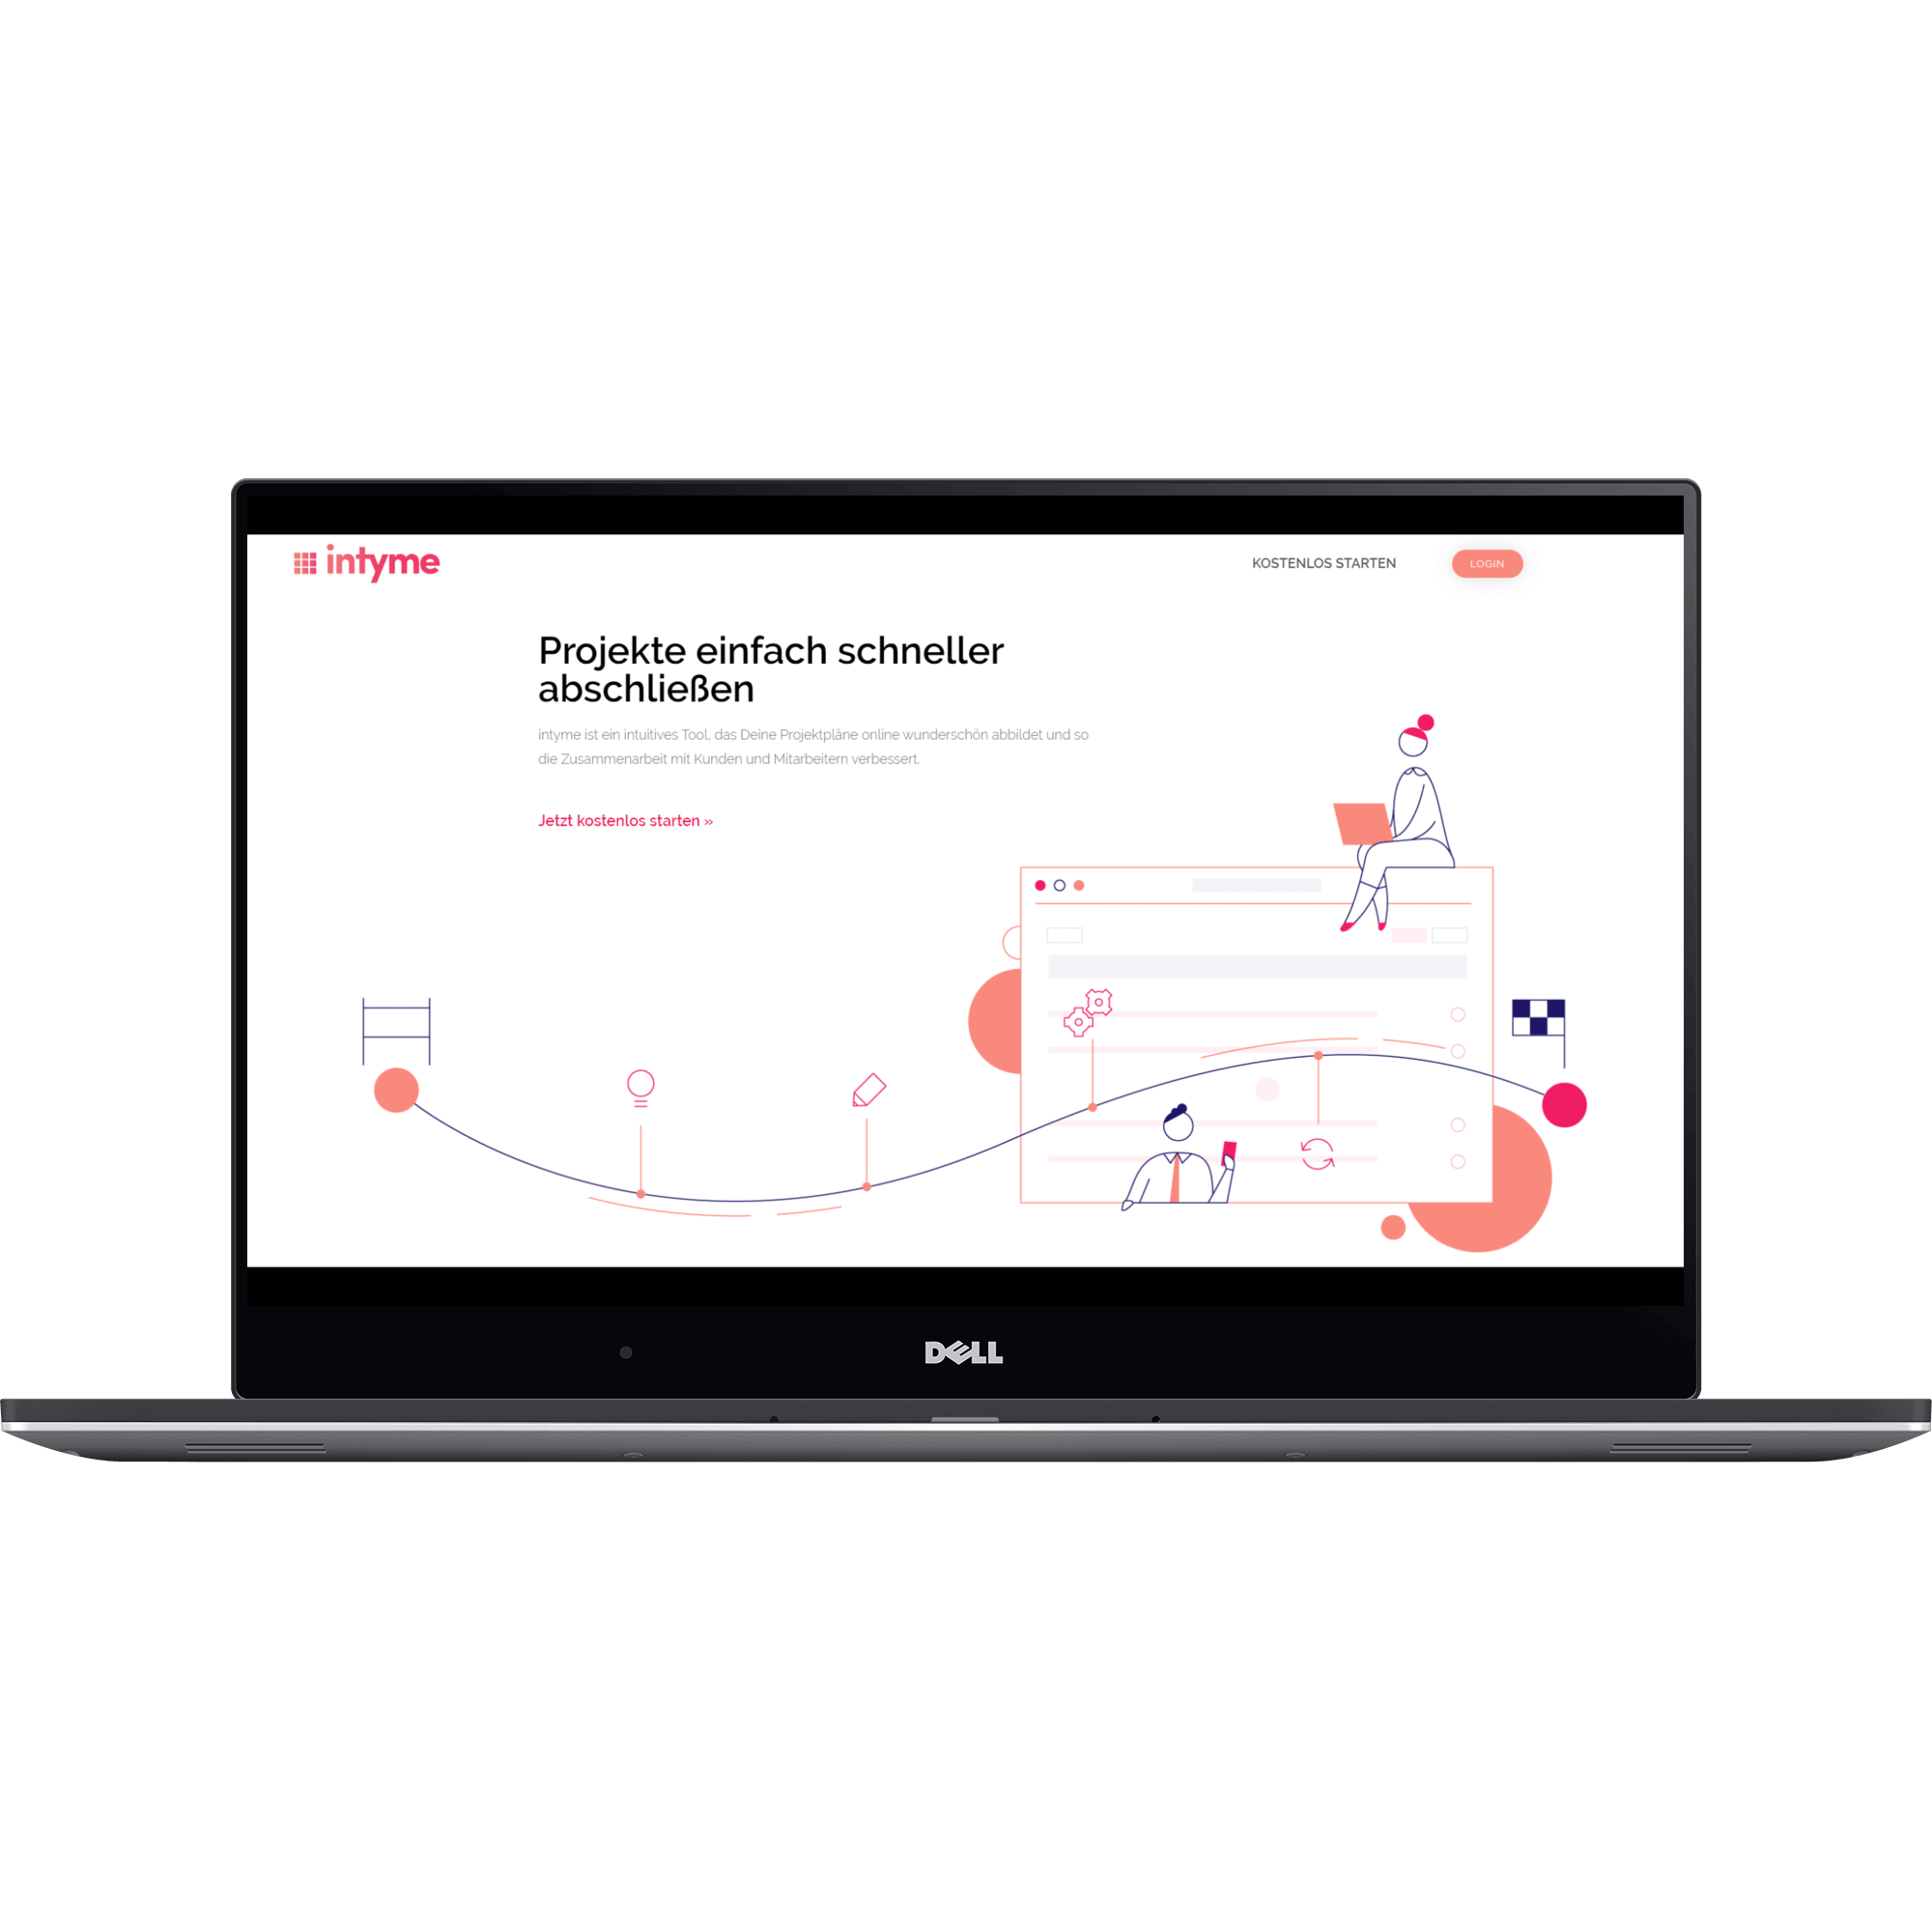 intyme
KOSTENLOS STARTEN
LOGIN
Projekte einfach schneller
abschließen
intyme ist ein intuitives Tool, das Deine Projektpläne online wunderschön abbildet und so
die Zusammenarbeit mit Kunden und Mitarbeitern verbessert.
Jetzt kostenlos starten »
DELL